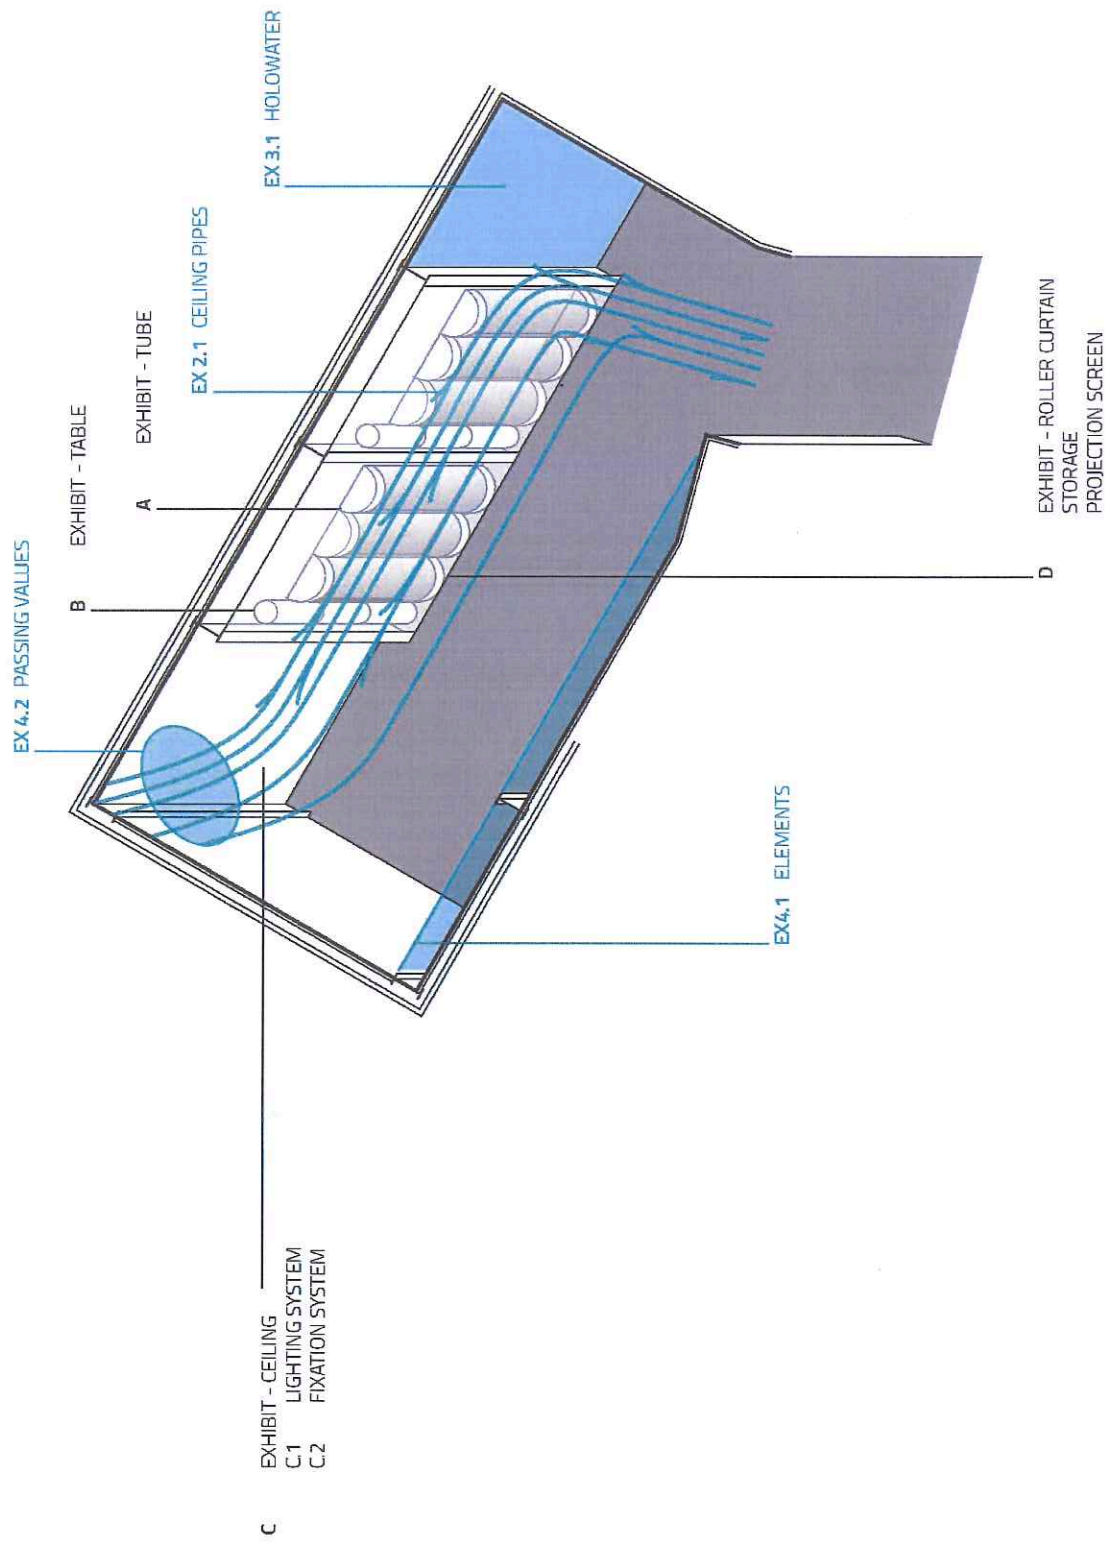 EX 4.2 PASSING VALUES
B EXHIBIT - TABLE
A EXHIBIT - TUBE
EX 2.1 CEILING PIPES
EX 3.1 HOLOWATER
C EXHIBIT - CEILING
C.1 LIGHTING SYSTEM
C.2 FIXATION SYSTEM
EX4.1 ELEMENTS
D EXHIBIT - ROLLER CURTAIN
STORAGE
PROJECTION SCREEN